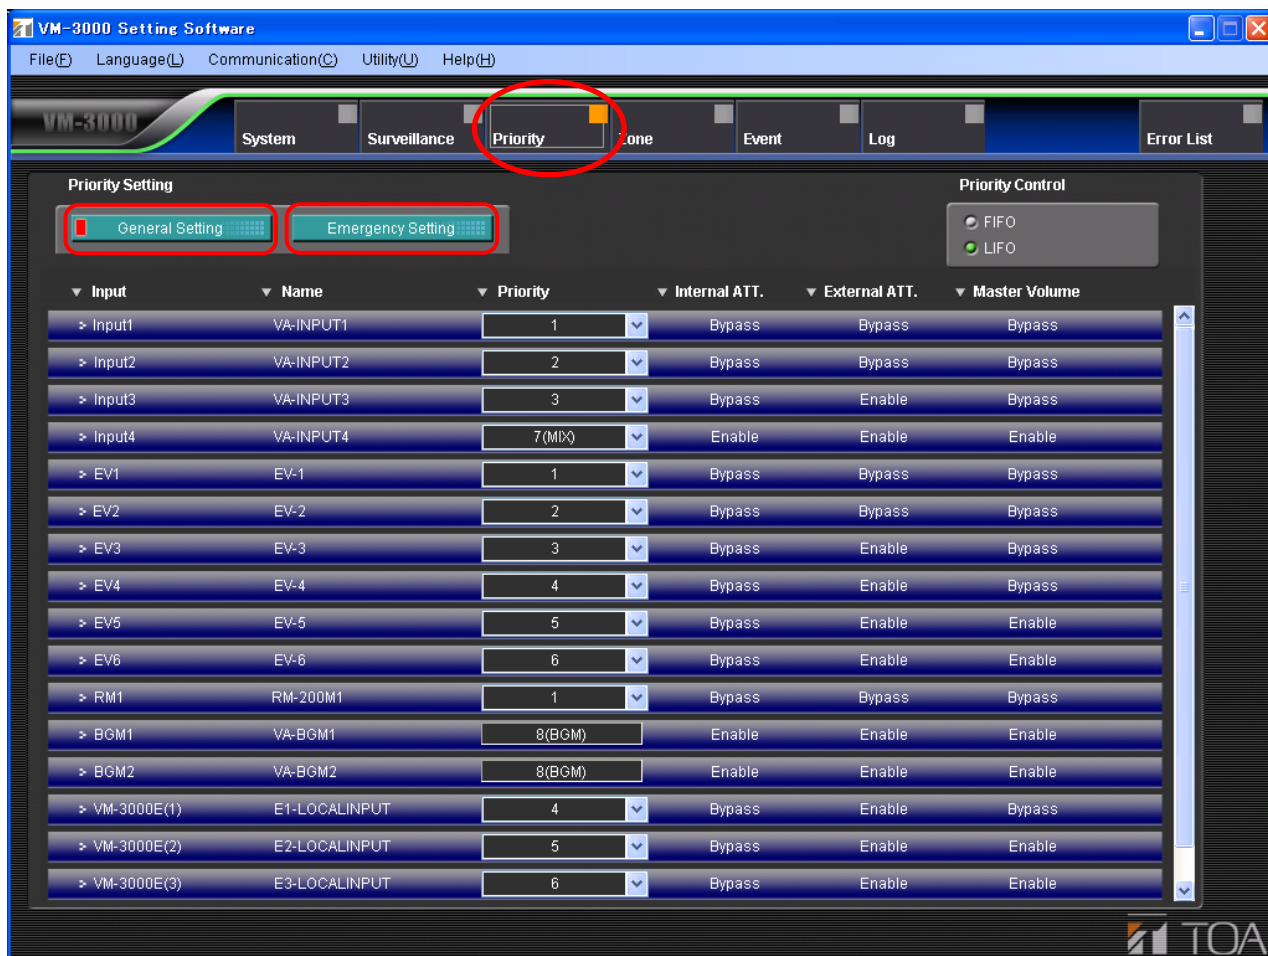 VM-3000 Setting Software
File(F) Language(L) Communication(C) Utility(U) Help(H)
VM-3000
System Surveillance Priority Zone Event Log Error List
Priority Setting Priority Control
General Setting Emergency Setting
FIFO
LIFO
Input Name Priority Internal ATT. External ATT. Master Volume
Input1 VA-INPUT1 1 Bypass Bypass Bypass
Input2 VA-INPUT2 2 Bypass Bypass Bypass
Input3 VA-INPUT3 3 Bypass Enable Bypass
Input4 VA-INPUT4 7(MIX) Enable Enable Enable
EV1 EV-1 1 Bypass Bypass Bypass
EV2 EV-2 2 Bypass Bypass Bypass
EV3 EV-3 3 Bypass Enable Bypass
EV4 EV-4 4 Bypass Enable Bypass
EV5 EV-5 5 Bypass Enable Enable
EV6 EV-6 6 Bypass Enable Enable
RM1 RM-200M1 1 Bypass Bypass Bypass
BGM1 VA-BGM1 8(BGM) Enable Enable Enable
BGM2 VA-BGM2 8(BGM) Enable Enable Enable
VM-3000E(1) E1-LOCALINPUT 4 Bypass Enable Bypass
VM-3000E(2) E2-LOCALINPUT 5 Bypass Enable Enable
VM-3000E(3) E3-LOCALINPUT 6 Bypass Enable Enable
TOA